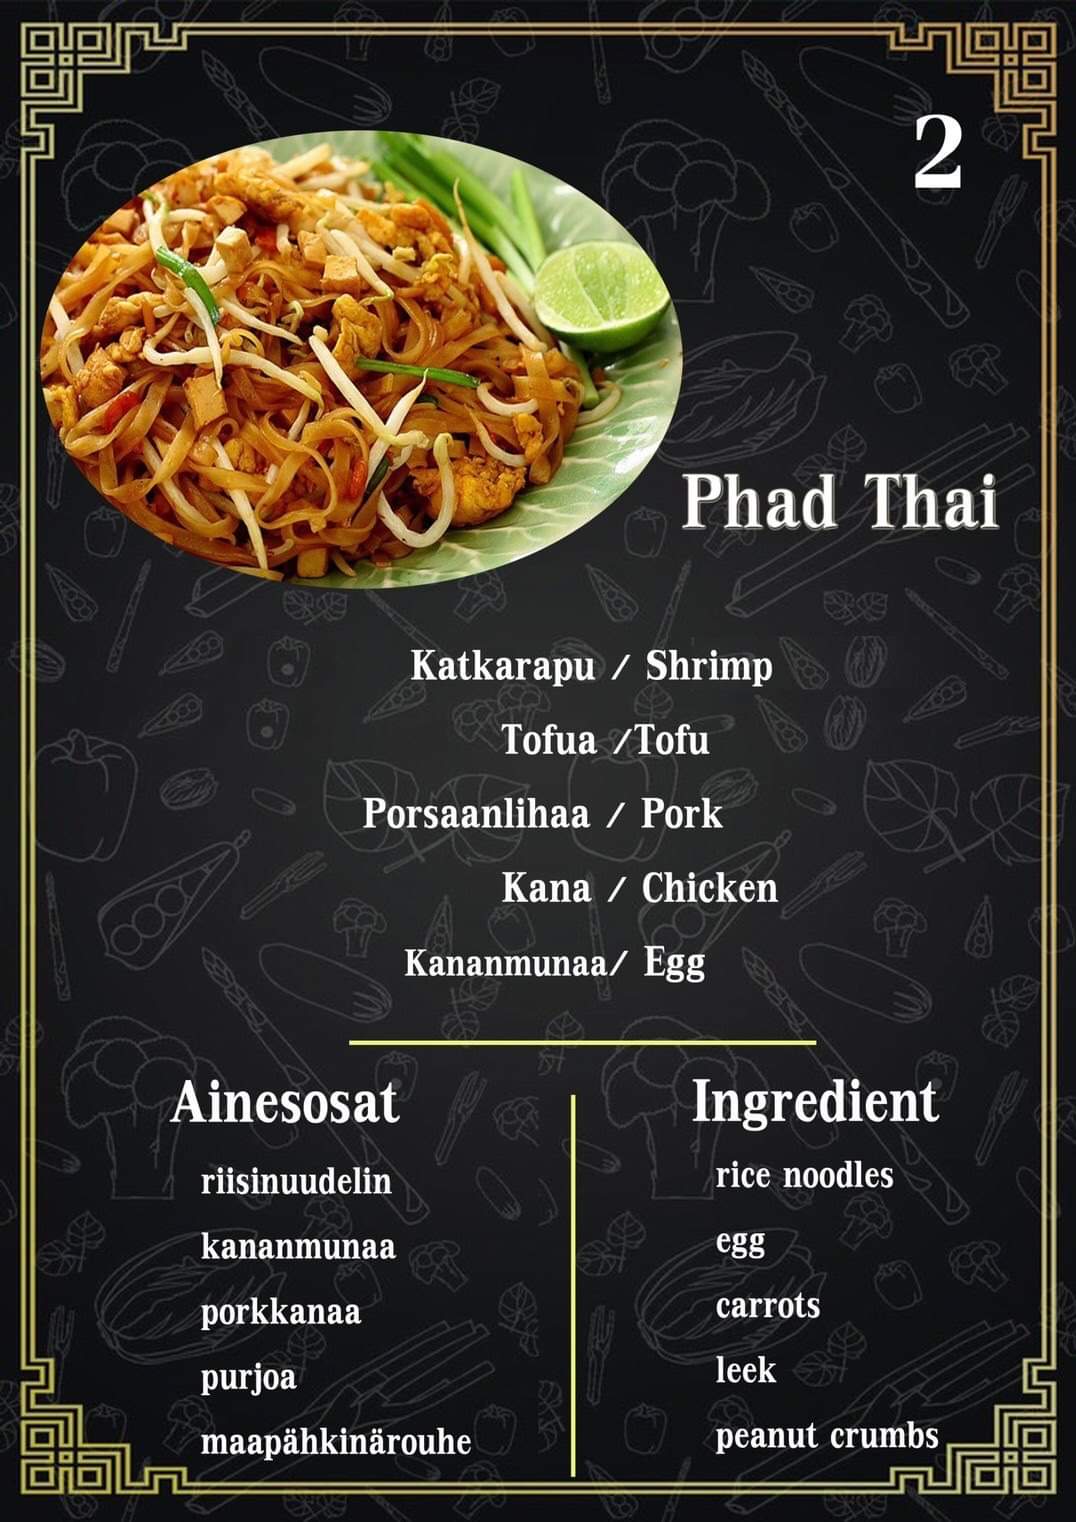 2
Phad Thai
Katkarapu / Shrimp
Tofua /Tofu
Porsaanlihaa / Pork
Kana / Chicken
Kananmunaa/ Egg
Ainesosat
riisinuudelin
kananmunaa
porkkanaa
purjoa
maapähkinärouhe
Ingredient
rice noodles
egg
carrots
leek
peanut crumbs